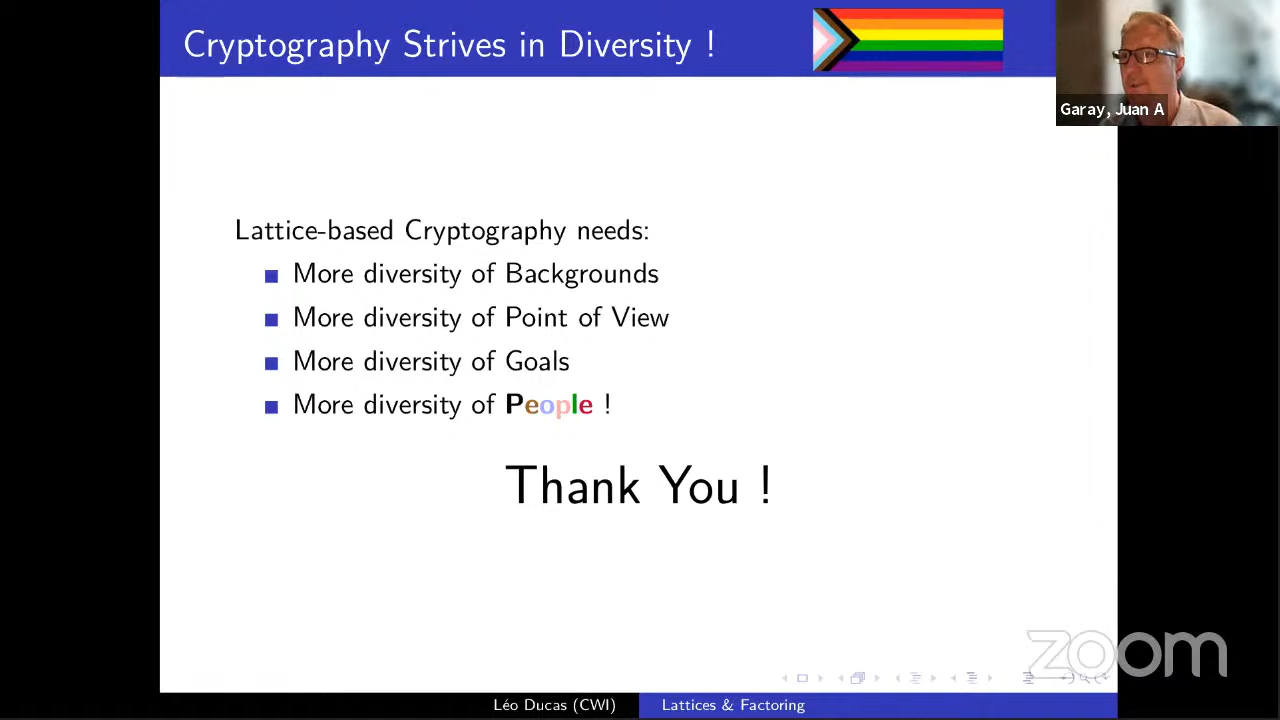 Cryptography Strives in Diversity !
Garay, Juan A
Lattice-based Cryptography needs:
More diversity of Backgrounds
More diversity of Point of View
More diversity of Goals
More diversity of People !
Thank You !
zoom
Léo Ducas (CWI)
Lattices & Factoring